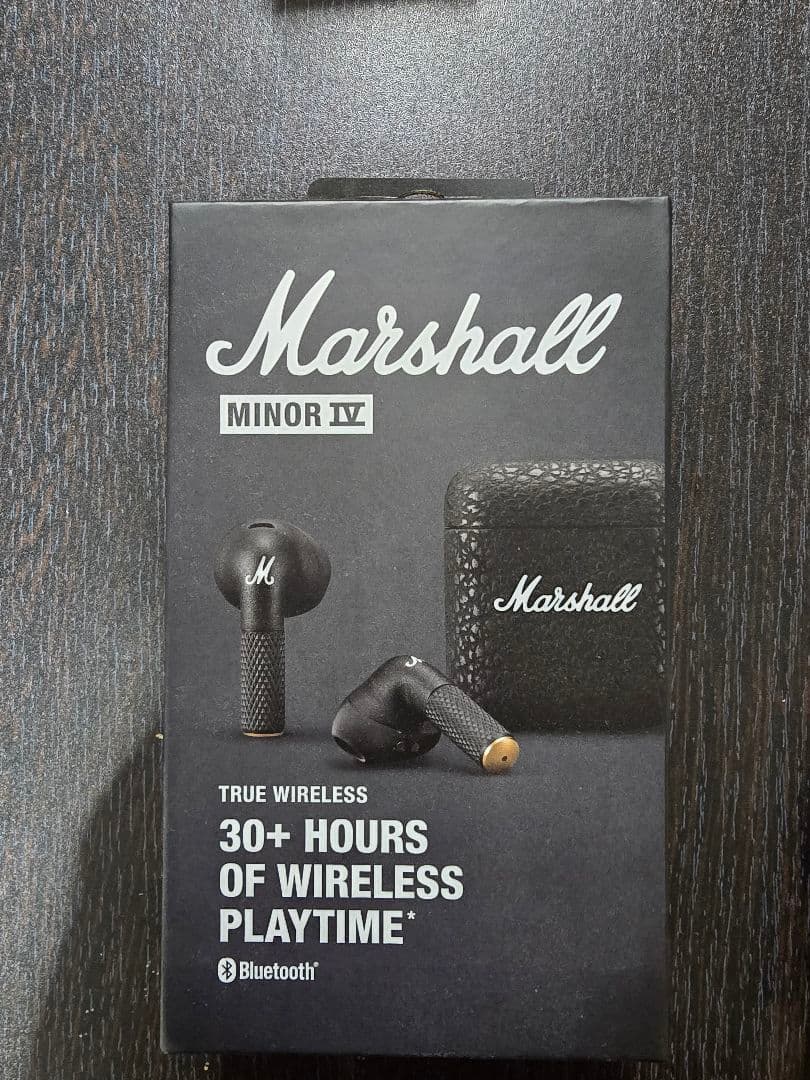 Marshall
MINOR IV
M
Marshall
TRUE WIRELESS
30+ HOURS
OF WIRELESS
PLAYTIME*
Bluetooth®